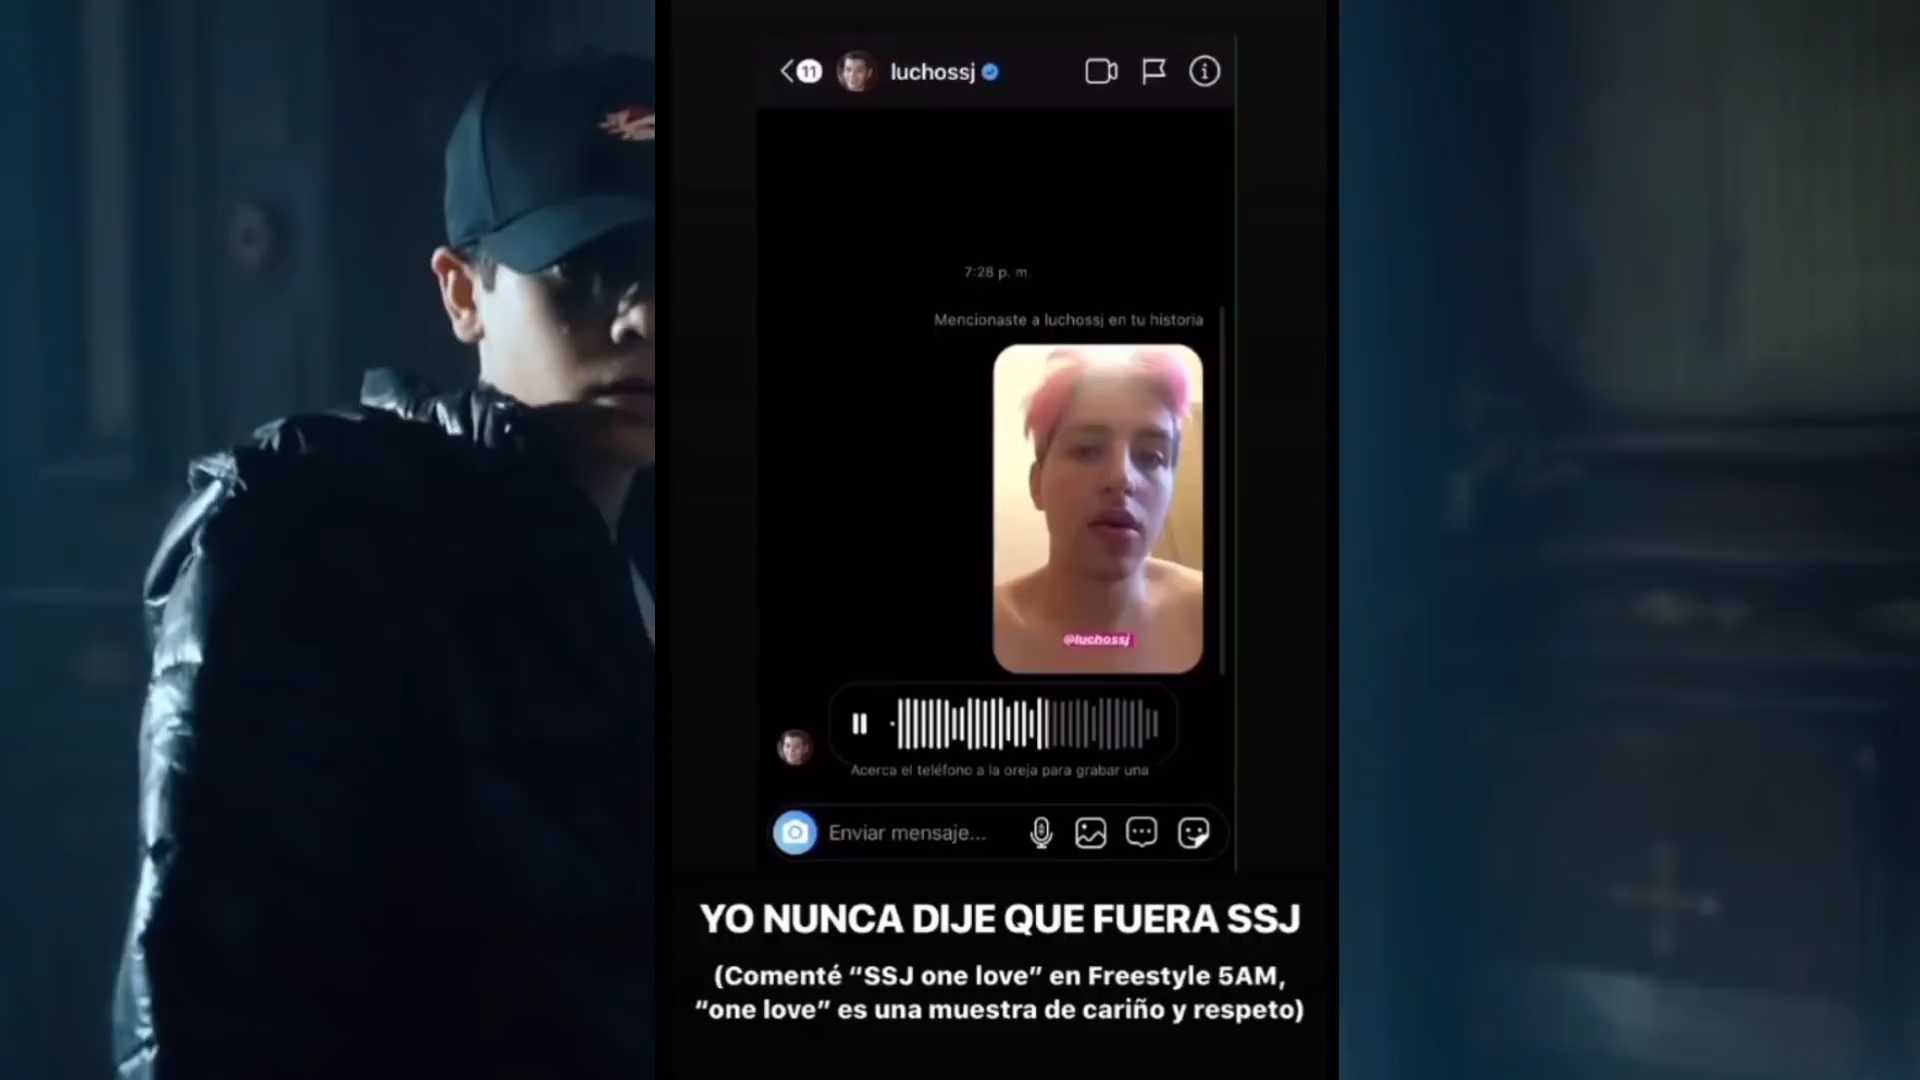 11
luchossj
7:28 p. m.
Mencionaste a luchossj en tu historia
@luchossj
Acerca el teléfono a la oreja para grabar una
Enviar mensaje...
YO NUNCA DIJE QUE FUERA SSJ
(Comenté “SSJ one love” en Freestyle 5AM,
“one love” es una muestra de cariño y respeto)